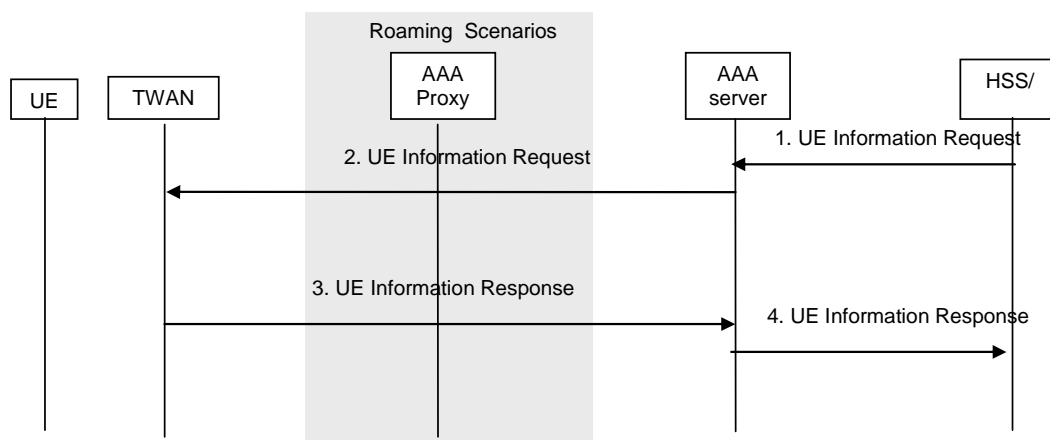 Roaming Scenarios
UE
TWAN
AAA
Proxy
AAA
server
HSS/
1. UE Information Request
2. UE Information Request
3. UE Information Response
4. UE Information Response